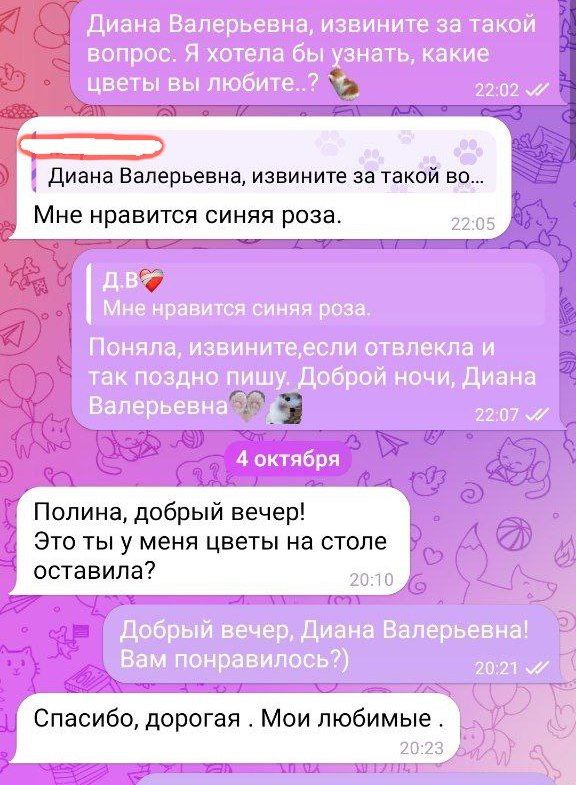 Диана Валерьевна, извините за такой
вопрос. Я хотела бы узнать, какие
цветы вы любите..?
22:02
Диана Валерьевна, извините за такой во...
Мне нравится синяя роза.
22:05
Д.В
Мне нравится синяя роза.
Поняла, извините,если отвлекла и
так поздно пишу. Доброй ночи, Диана
Валерьевна
22:07
4 октября
Полина, добрый вечер!
Это ты у меня цветы на столе
оставила?
20:10
Добрый вечер, Диана Валерьевна!
Вам понравилось?)
20:21
Спасибо, дорогая . Мои любимые .
20:23